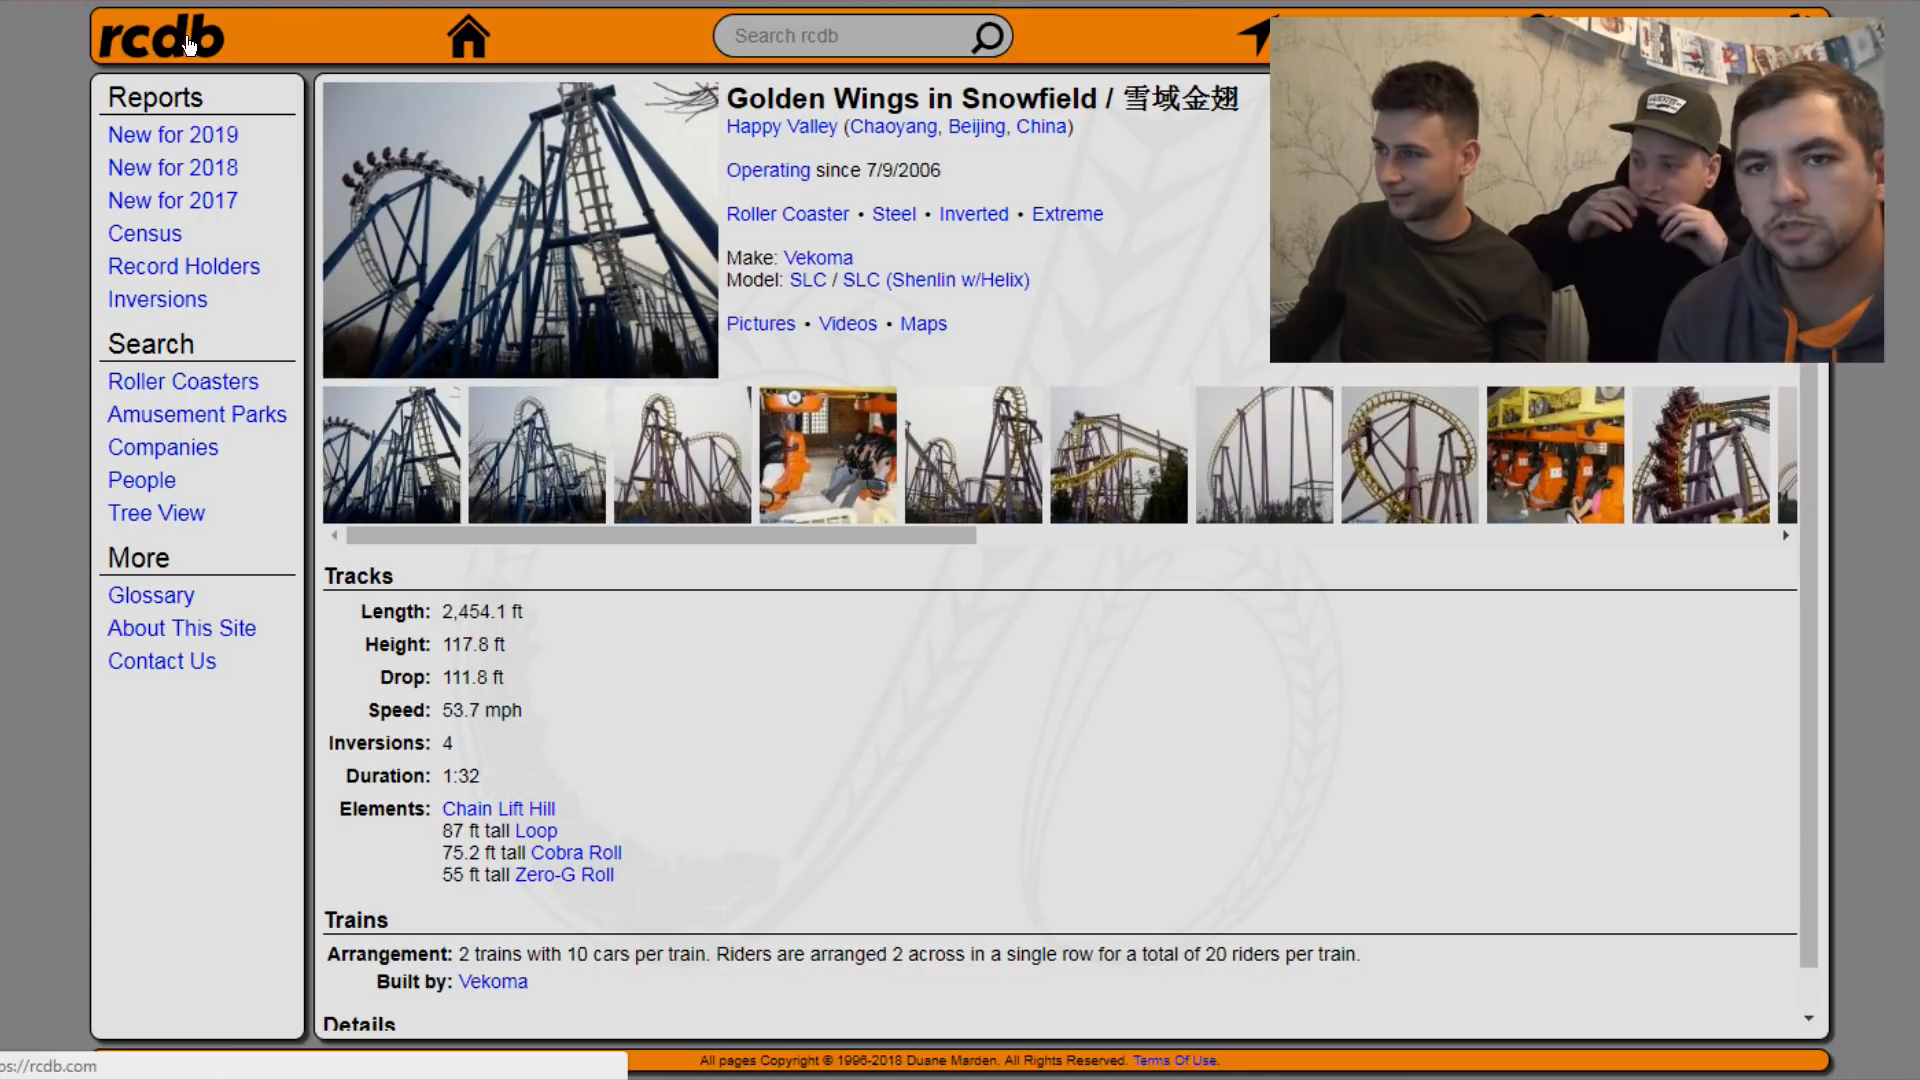 rcdb
Search rcdb
Reports
New for 2019
New for 2018
New for 2017
Census
Record Holders
Inversions
Search
Roller Coasters
Amusement Parks
Companies
People
Tree View
More
Glossary
About This Site
Contact Us
Golden Wings in Snowfield / 雪域金翅
Happy Valley (Chaoyang, Beijing, China)
Operating since 7/9/2006
Roller Coaster • Steel • Inverted • Extreme
Make: Vekoma
Model: SLC / SLC (Shenlin w/Helix)
Pictures • Videos • Maps
Tracks
Length: 2,454.1 ft
Height: 117.8 ft
Drop: 111.8 ft
Speed: 53.7 mph
Inversions: 4
Duration: 1:32
Elements: Chain Lift Hill
87 ft tall Loop
75.2 ft tall Cobra Roll
55 ft tall Zero-G Roll
Trains
Arrangement: 2 trains with 10 cars per train. Riders are arranged 2 across in a single row for a total of 20 riders per train.
Built by: Vekoma
Details
ps://rcdb.com
All pages Copyright © 1996-2018 Duane Marden. All Rights Reserved. Terms Of Use.